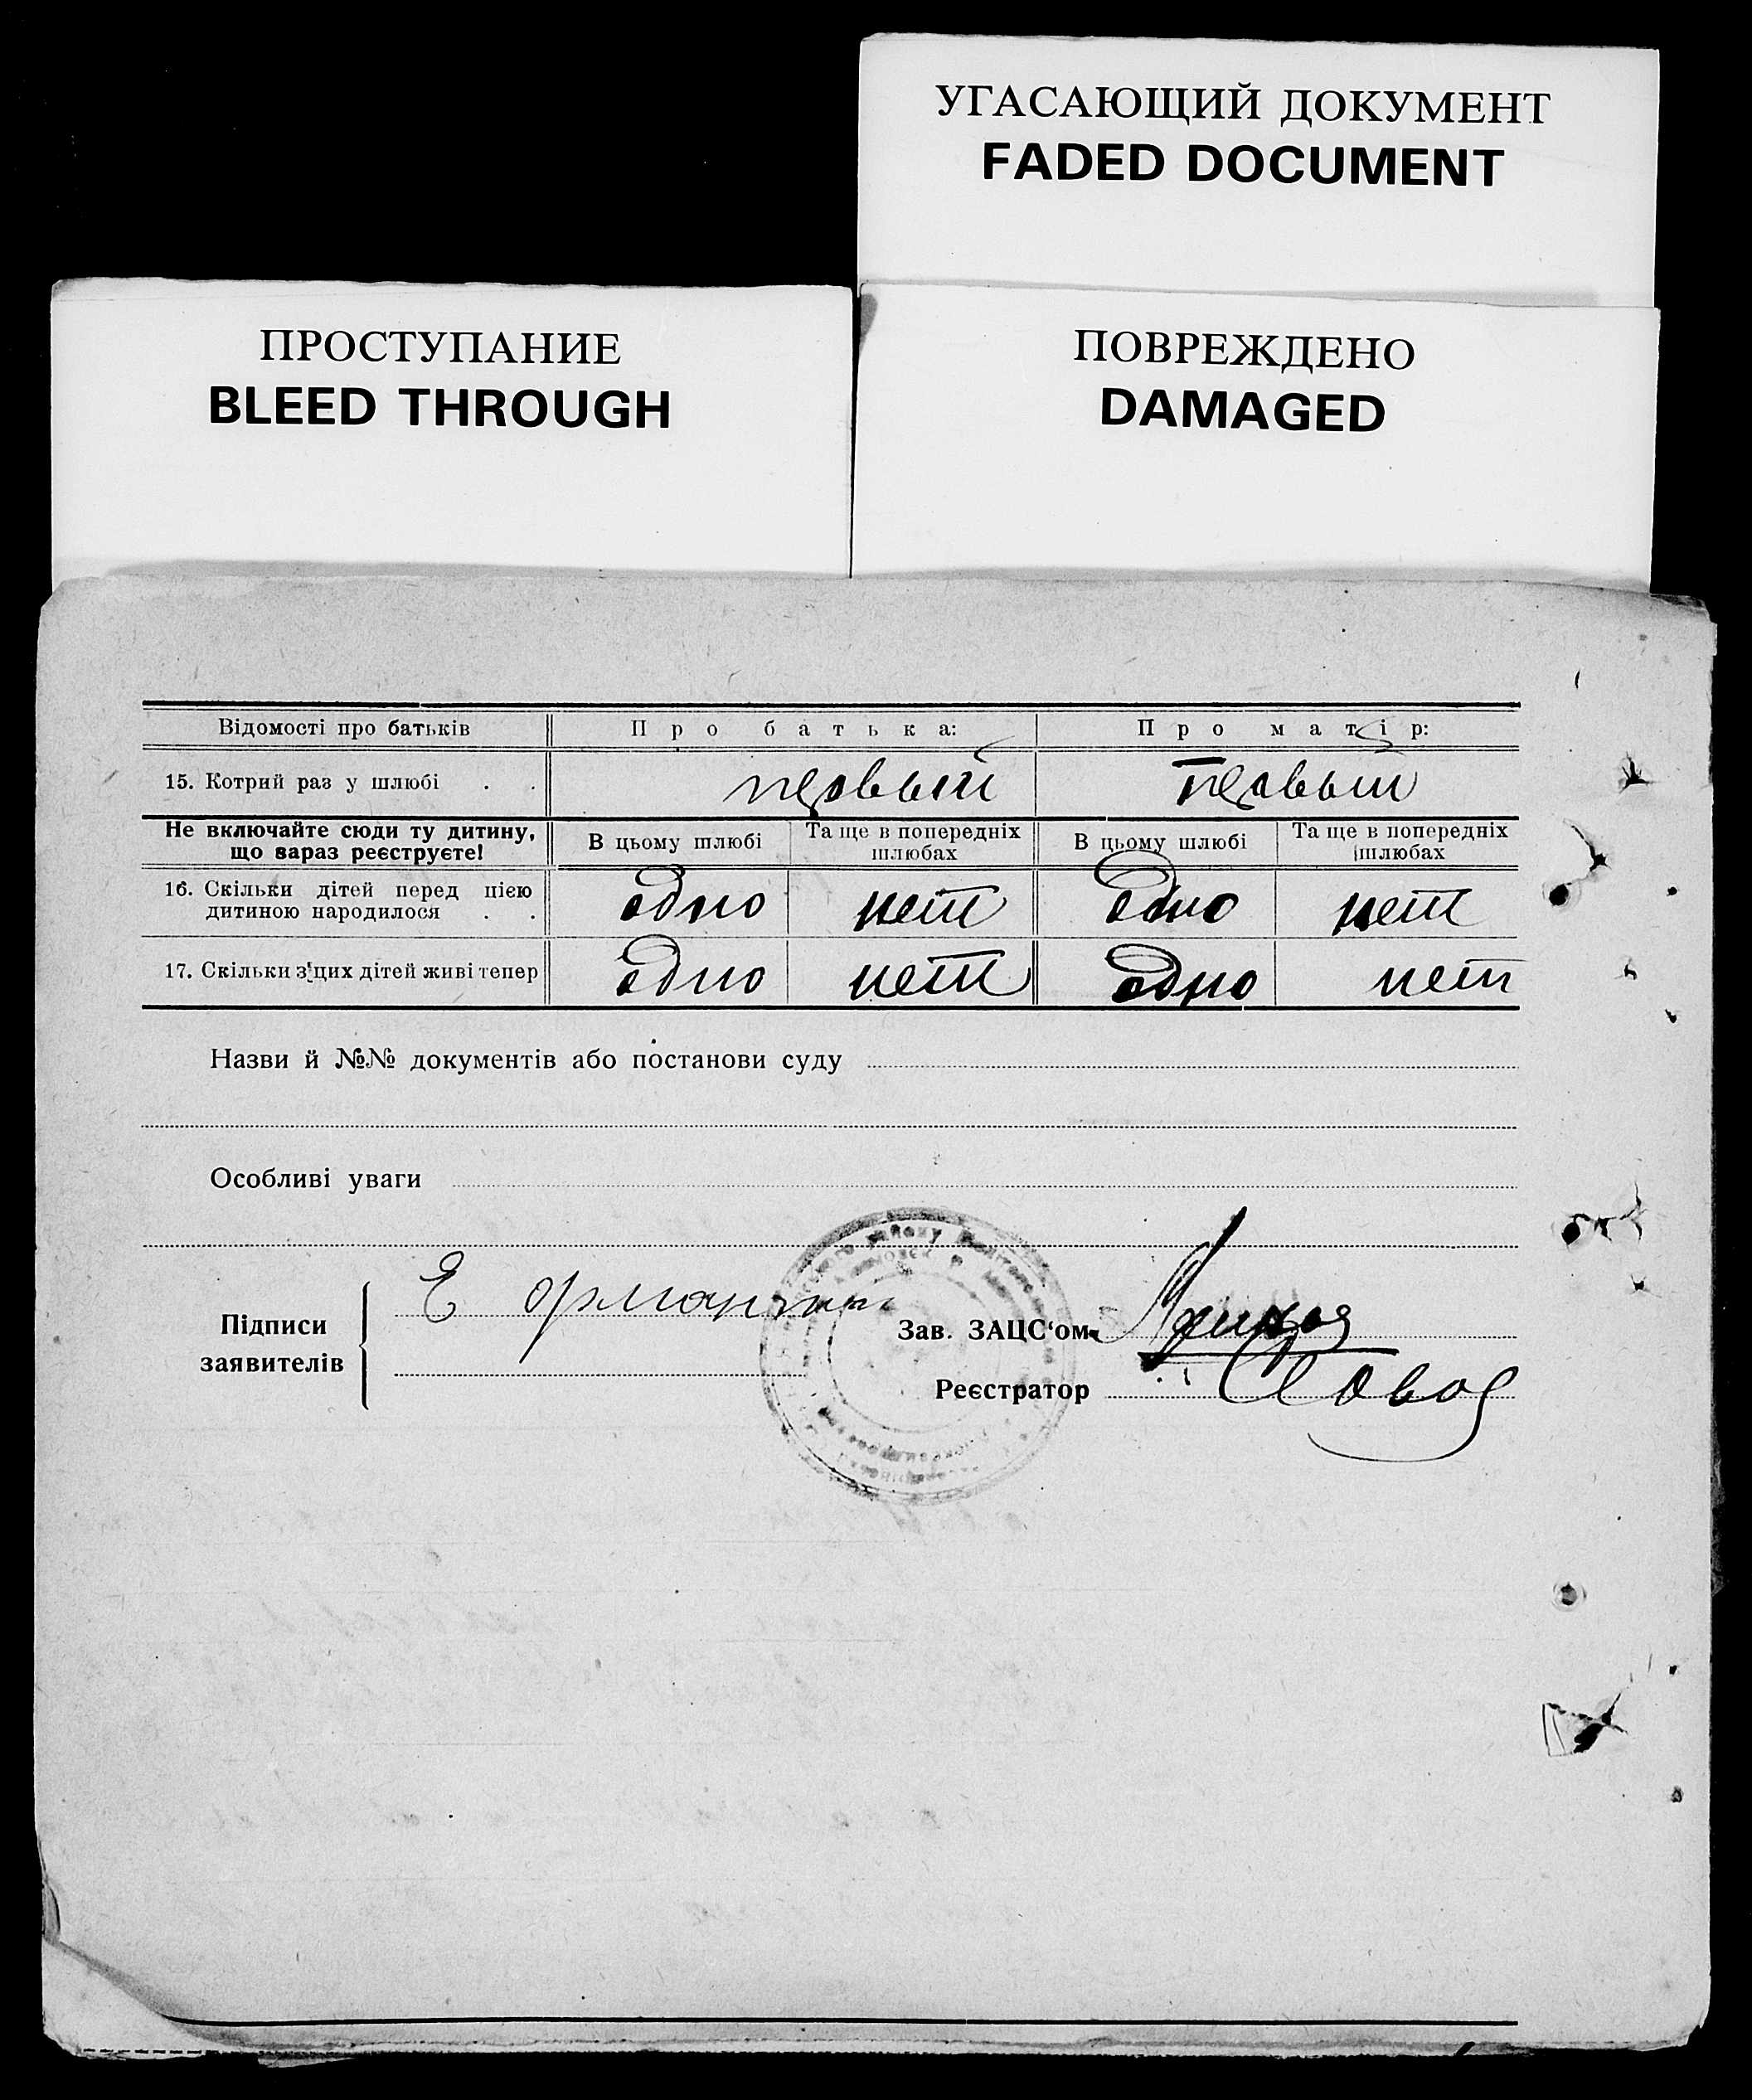 УГАСАЮЩИЙ ДОКУМЕНТ
FADED DOCUMENT
ПРОСТУПАНИЕ
BLEED THROUGH
ПОВРЕЖДЕНО
DAMAGED
Відомості про батьків Про батька: Про матір:
15. Котрий раз у шлюбі . . первый первый
Не включайте сюди ту дитину, що зараз реєструєте! В цьому шлюбі Та ще в попередніх шлюбах В цьому шлюбі Та ще в попередніх шлюбах
16. Скільки дітей перед цією
дитиною народилося . . одно нет одно нет
17. Скільки з'цих дітей живі тепер одно нет одно нет
Назви й №№ документів або постанови суду
Особливі уваги
Підписи
заявителів
Е
Зав. ЗАЦС'ом
Реєстратор
району